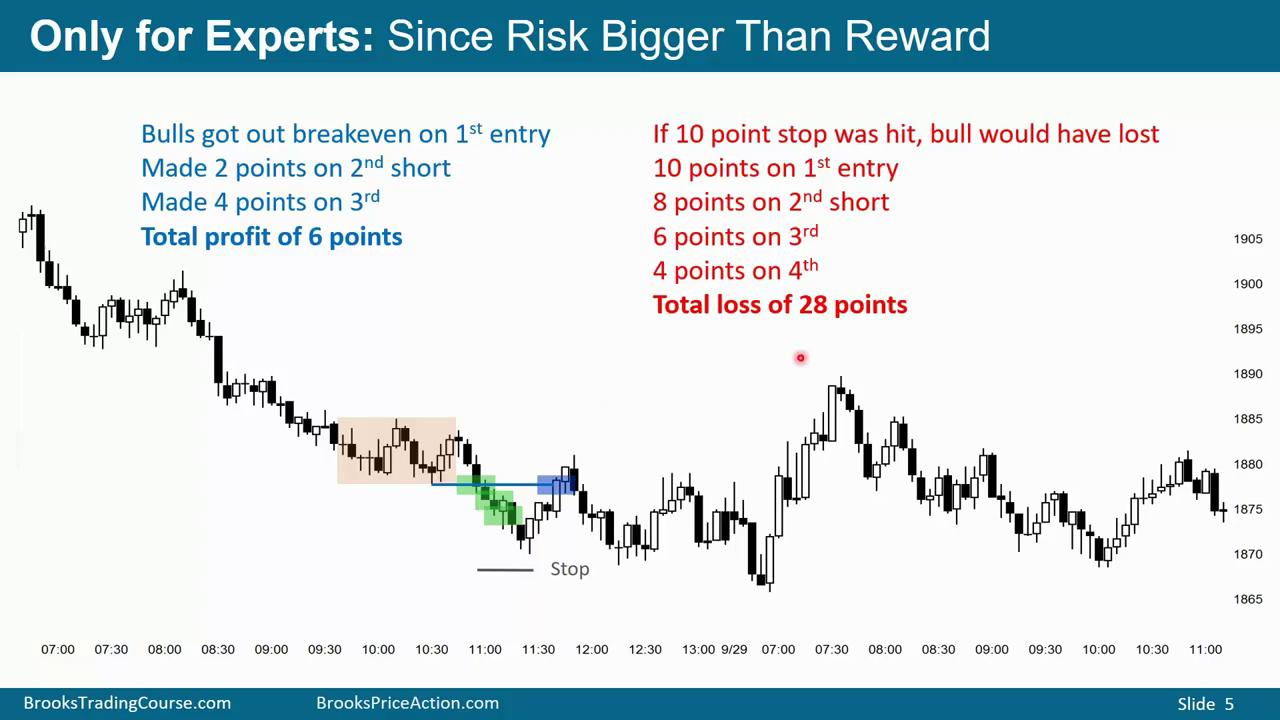 Only for Experts: Since Risk Bigger Than Reward
Bulls got out breakeven on 1st entry
Made 2 points on 2nd short
Made 4 points on 3rd
Total profit of 6 points
If 10 point stop was hit, bull would have lost
10 points on 1st entry
8 points on 2nd short
6 points on 3rd
4 points on 4th
Total loss of 28 points
1905
1900
1895
1890
1885
1880
1875
1870
1865
Stop
07:00 07:30 08:00 08:30 09:00 09:30 10:00 10:30 11:00 11:30 12:00 12:30 13:00 9/29 07:00 07:30 08:00 08:30 09:00 09:30 10:00 10:30 11:00
BrooksTradingCourse.com BrooksPriceAction.com Slide 5